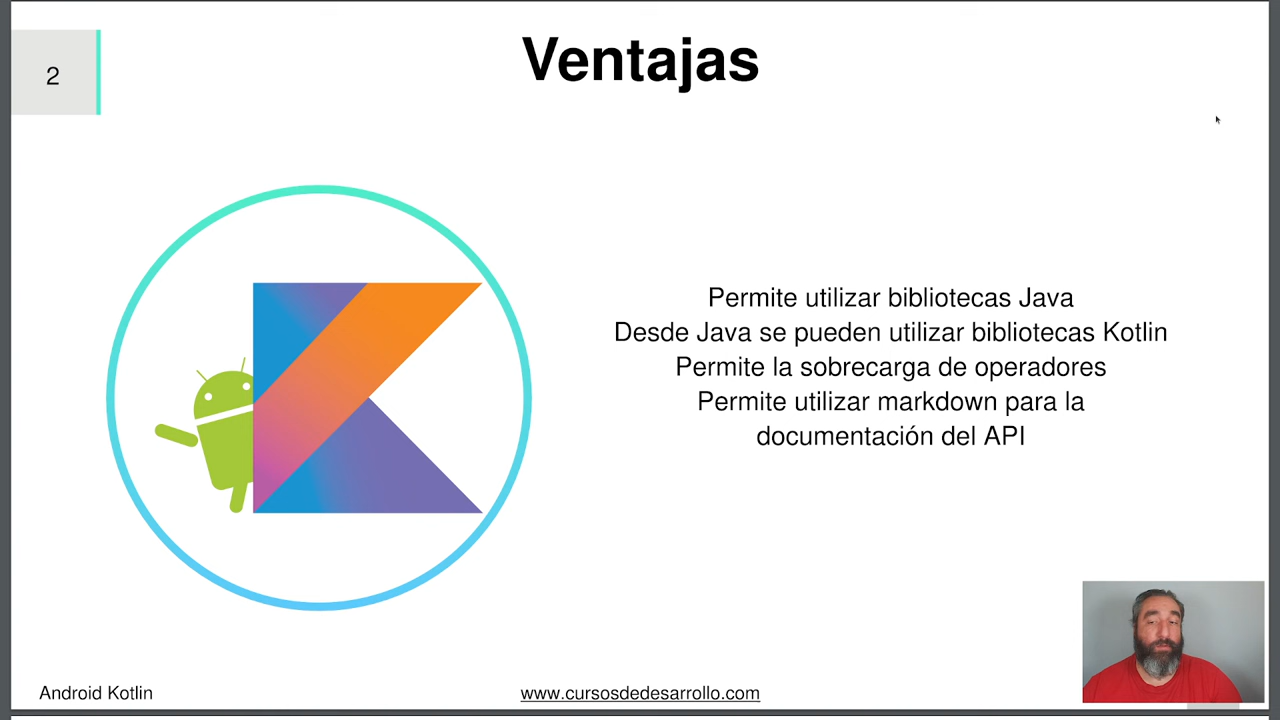 2
Ventajas
Permite utilizar bibliotecas Java
Desde Java se pueden utilizar bibliotecas Kotlin
Permite la sobrecarga de operadores
Permite utilizar markdown para la
documentación del API
Android Kotlin
www.cursosdedesarrollo.com